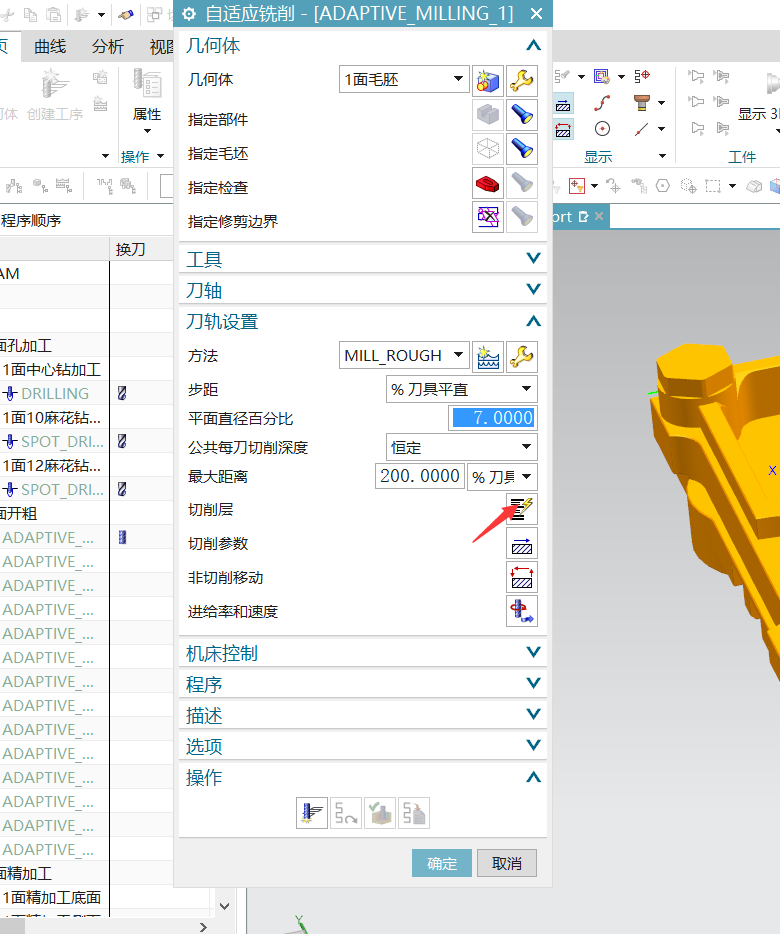 自适应铣削 - [ADAPTIVE_MILLING_1]
页 曲线 分析 视图
创建工序
属性
操作
显示
显示 3
工件
几何体
几何体
1面毛胚
指定部件
指定毛坯
指定检查
指定修剪边界
工具
刀轴
刀轨设置
方法
MILL_ROUGH
步距
% 刀具平直
平面直径百分比
7.0000
公共每刀切削深度
恒定
最大距离
200.0000
% 刀具
切削层
切削参数
非切削移动
进给率和速度
机床控制
程序
描述
选项
操作
确定
取消
程序顺序
换刀
AM
面孔加工
1面中心钻加工
DRILLING
1面10麻花钻...
SPOT_DRI...
1面12麻花钻...
SPOT_DRI...
面开粗
ADAPTIVE_...
ADAPTIVE_...
ADAPTIVE_...
ADAPTIVE_...
ADAPTIVE_...
ADAPTIVE_...
ADAPTIVE_...
ADAPTIVE_...
ADAPTIVE_...
ADAPTIVE_...
ADAPTIVE_...
ADAPTIVE_...
ADAPTIVE_...
ADAPTIVE_...
面精加工
1面精加工底面
ort
X
Y